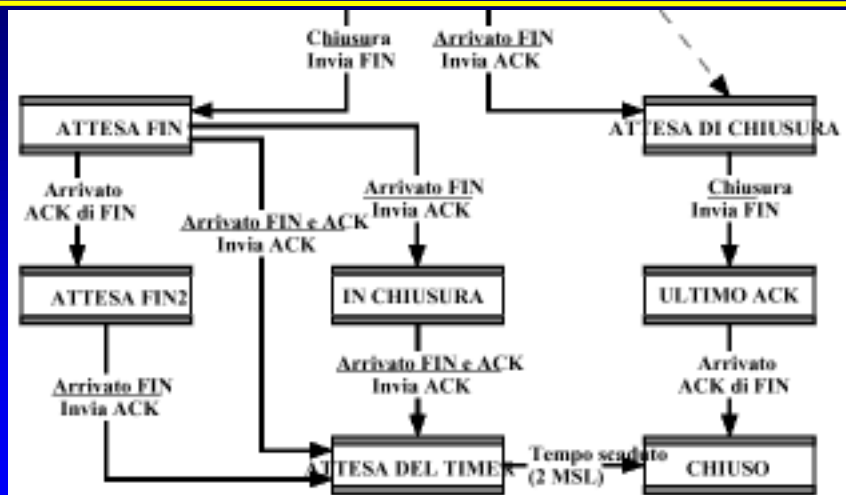 Chiusura
Invia FIN
Arrivato FIN
Invia ACK
ATTESA FIN
ATTESA DI CHIUSURA
Arrivato
ACK di FIN
Arrivato FIN e ACK
Invia ACK
Arrivato FIN
Invia ACK
Chiusura
Invia FIN
ATTESA FIN2
IN CHIUSURA
ULTIMO ACK
Arrivato FIN
Invia ACK
Arrivato FIN e ACK
Invia ACK
Arrivato
ACK di FIN
ATTESA DEL TIMER
Tempo scaduto
(2 MSL)
CHIUSO